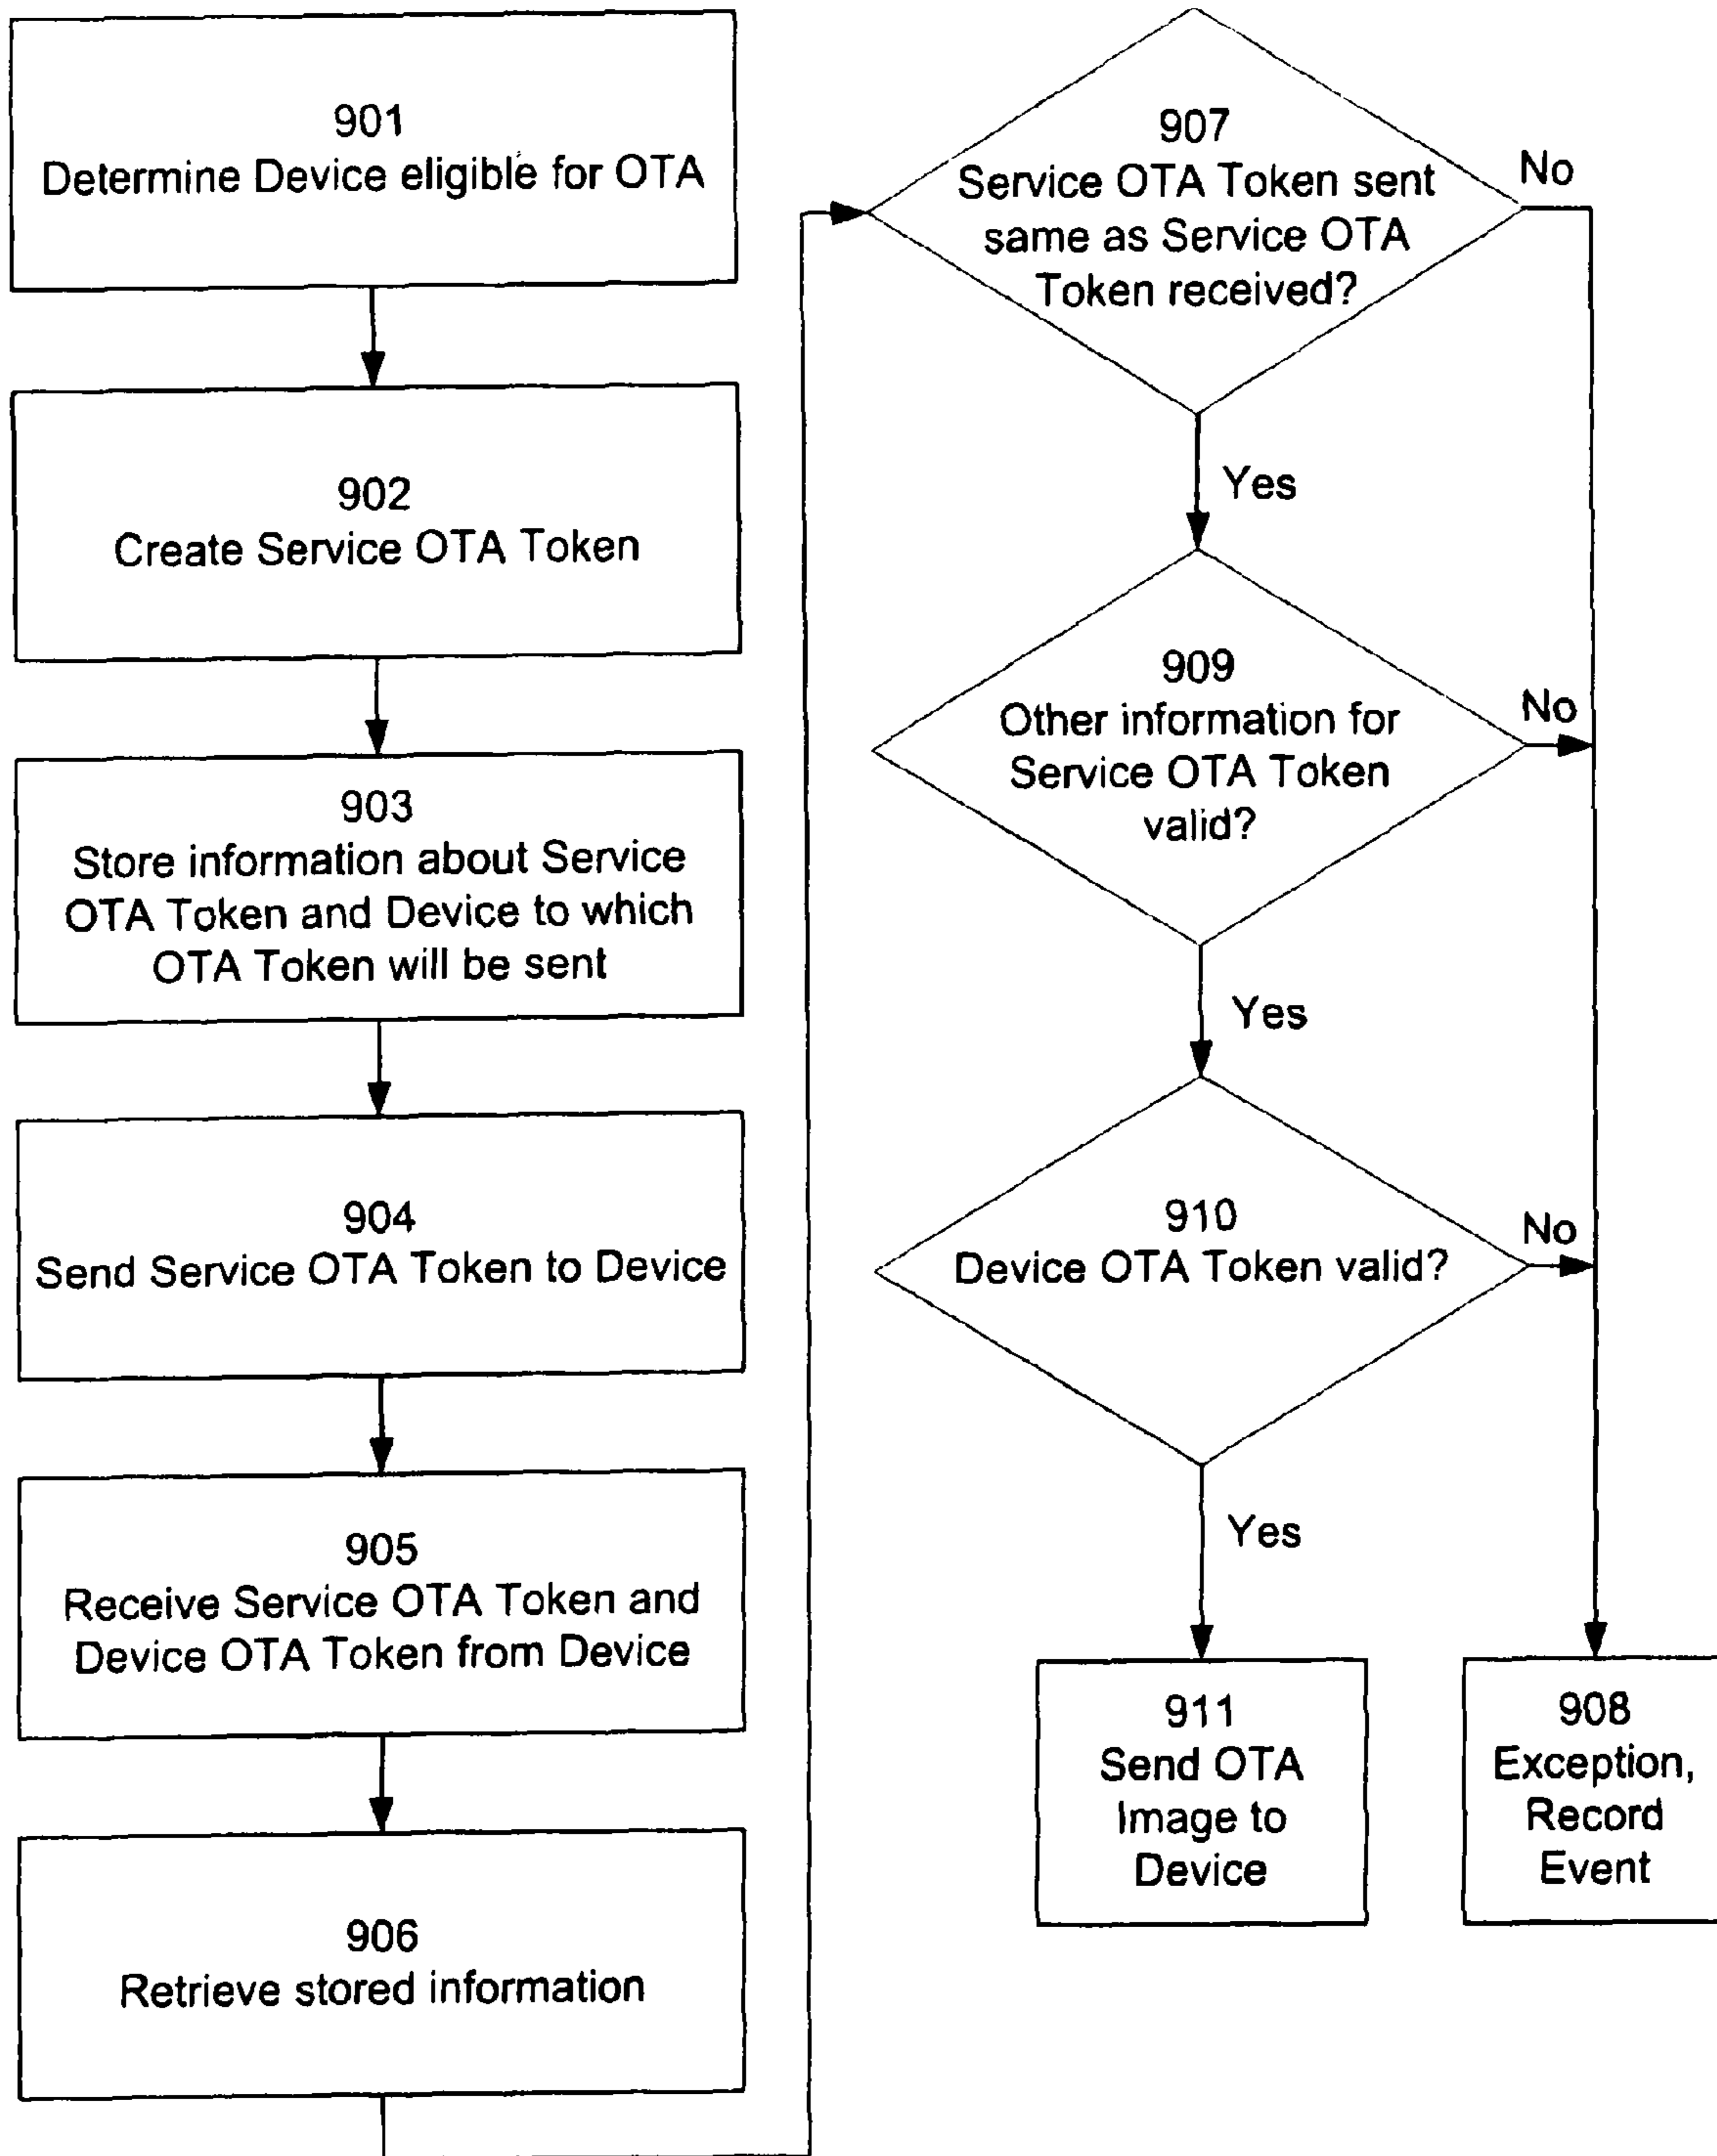 901
Determine Device eligible for OTA
902
Create Service OTA Token
903
Store information about Service
OTA Token and Device to which
OTA Token will be sent
904
Send Service OTA Token to Device
905
Receive Service OTA Token and
Device OTA Token from Device
906
Retrieve stored information
907
Service OTA Token sent
same as Service OTA
Token received?
No
Yes
909
Other information for
Service OTA Token
valid?
No
Yes
910
Device OTA Token valid?
No
Yes
911
Send OTA
Image to
Device
908
Exception,
Record
Event